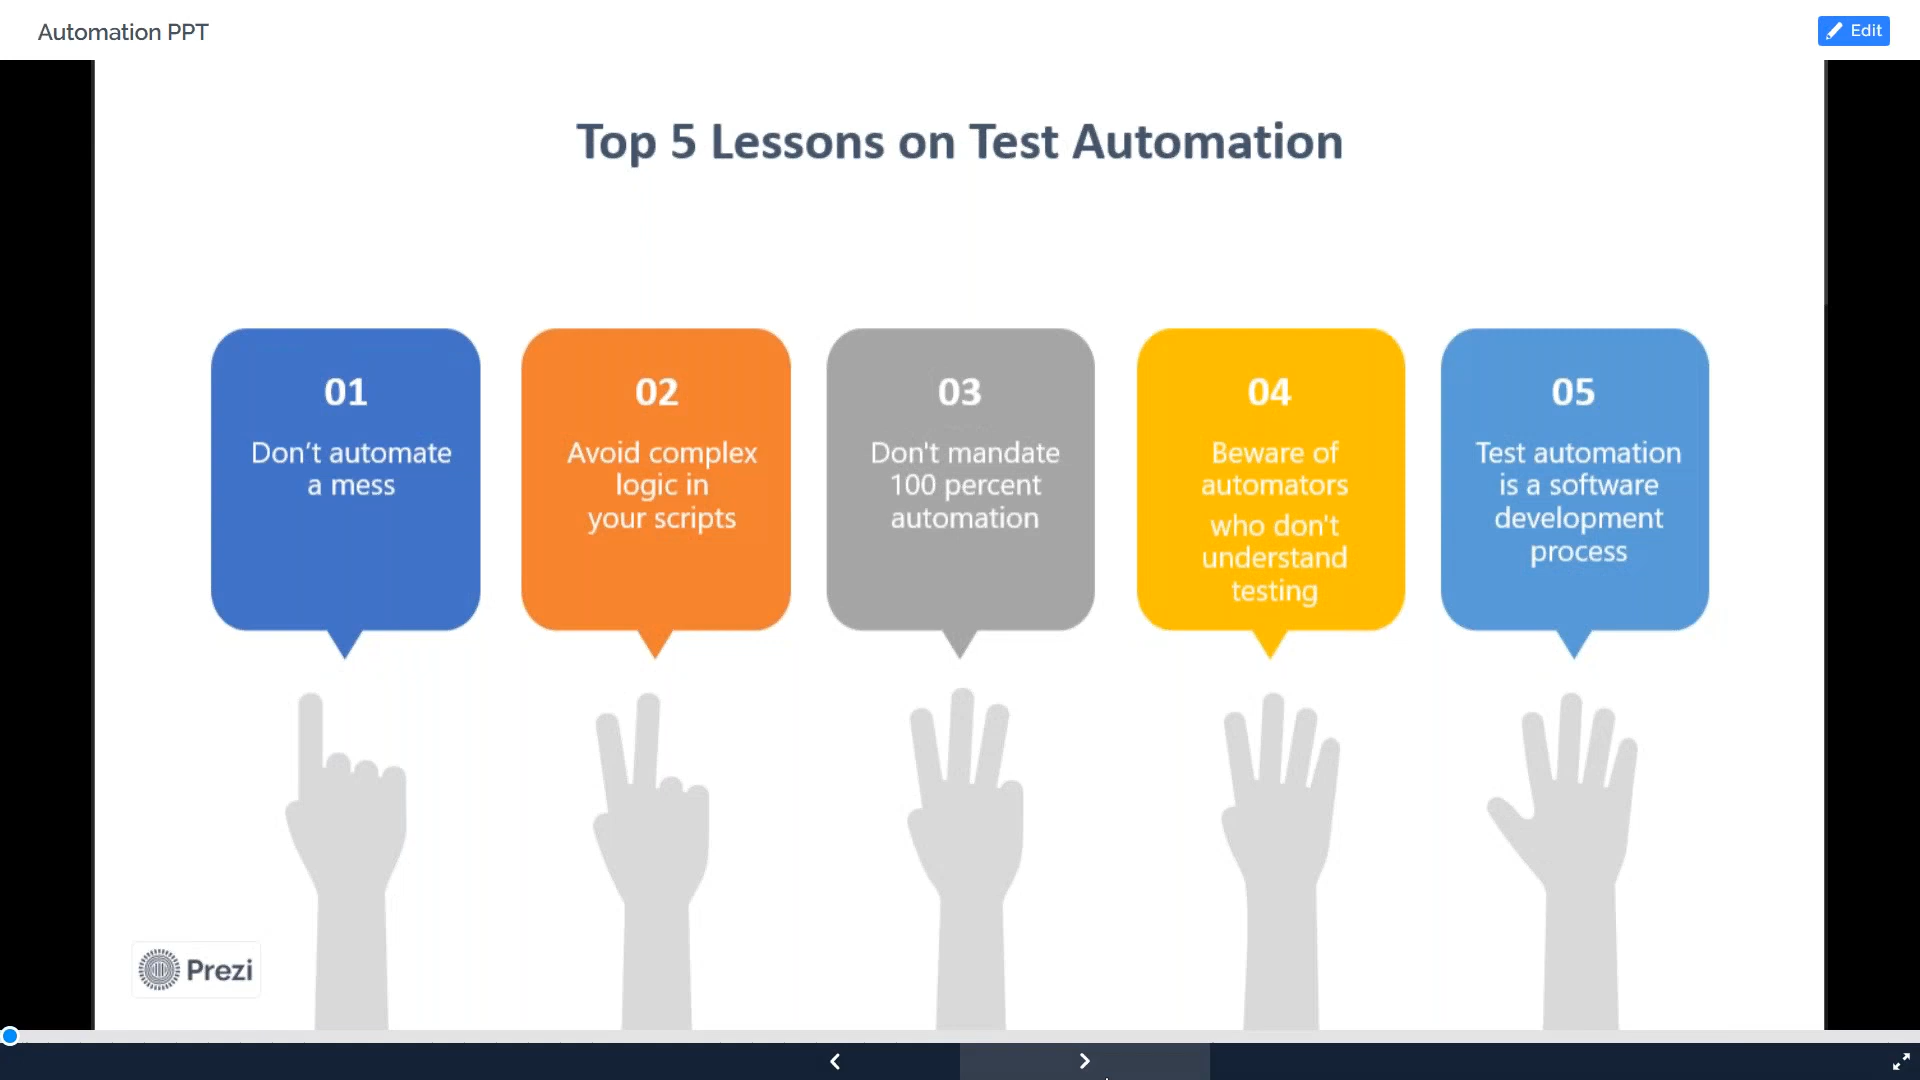 Automation PPT
Edit
Top 5 Lessons on Test Automation
01
Don’t automate
a mess
02
Avoid complex
logic in
your scripts
03
Don't mandate
100 percent
automation
04
Beware of
automators
who don't
understand
testing
05
Test automation
is a software
development
process
Prezi